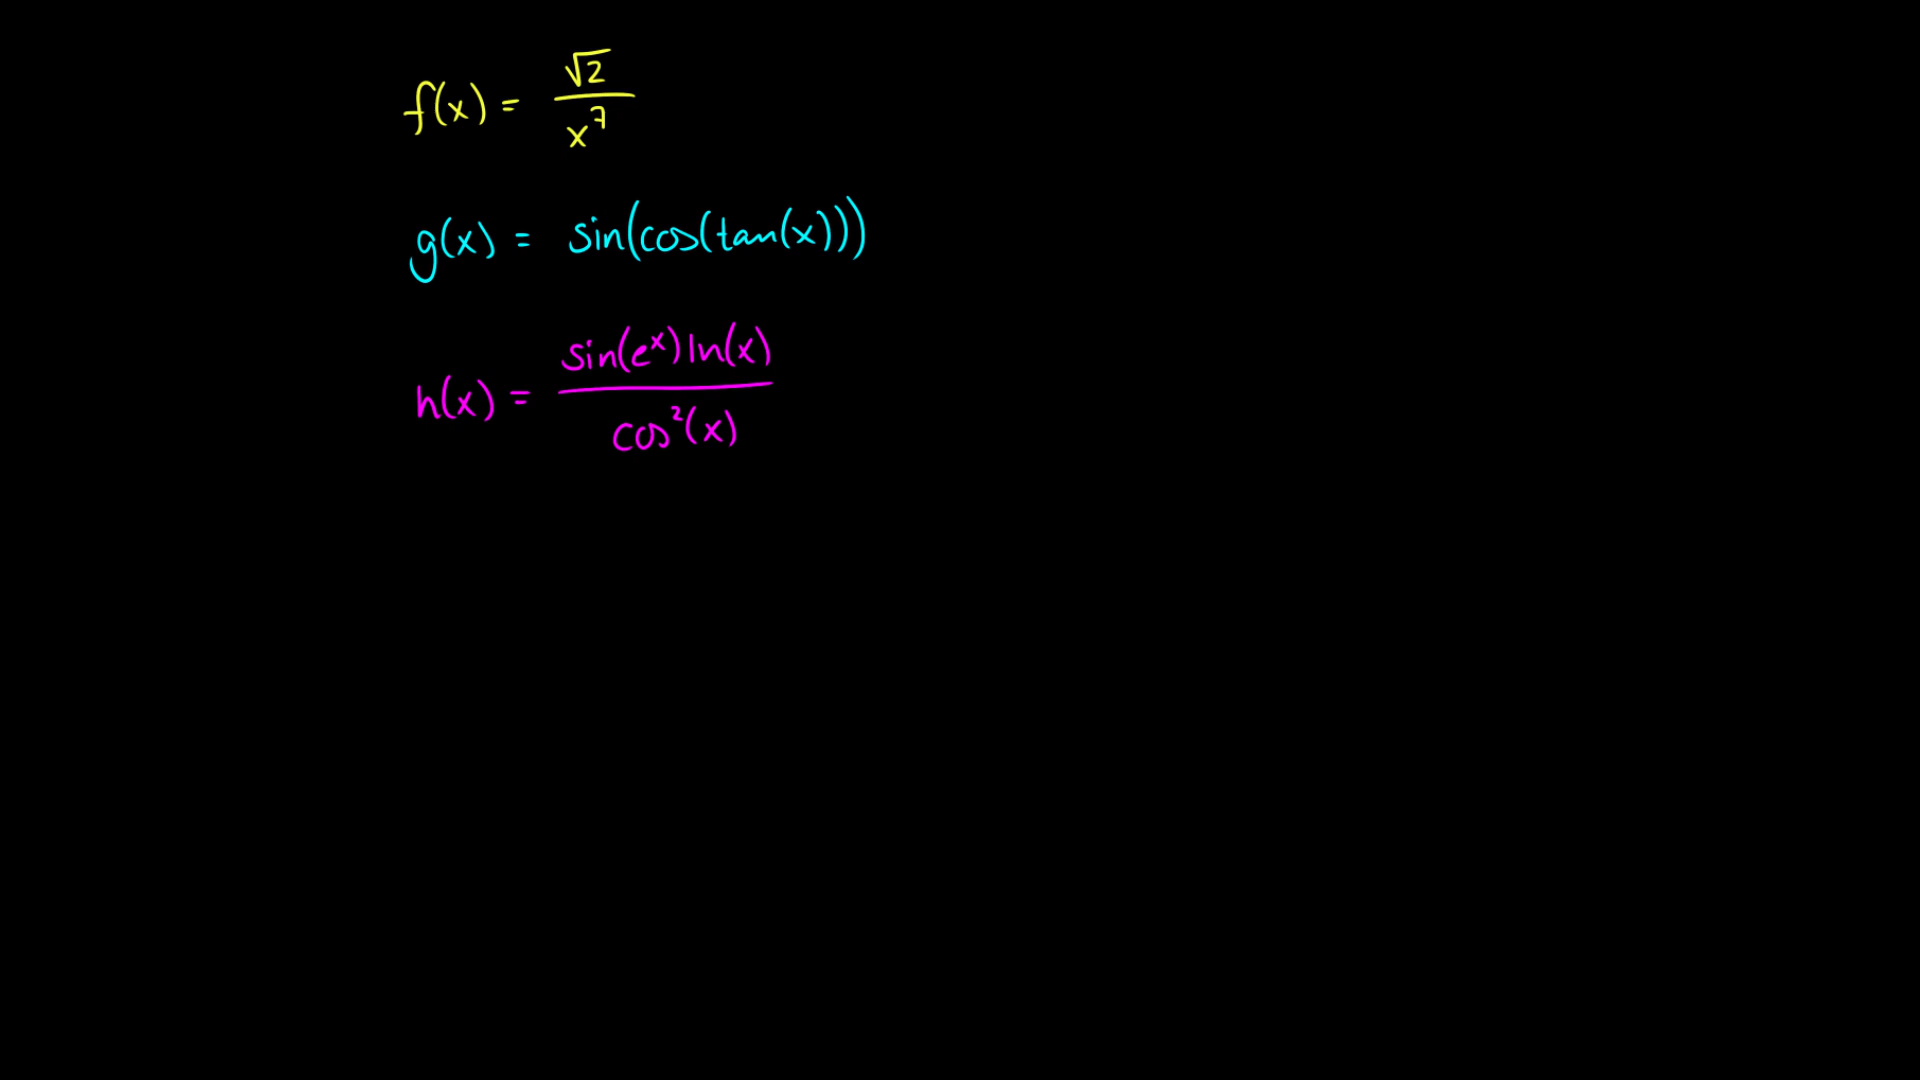 f(x) = √2 / x⁷
g(x) = sin(cos(tan(x)))
h(x) = sin(eˣ)ln(x) / cos²(x)